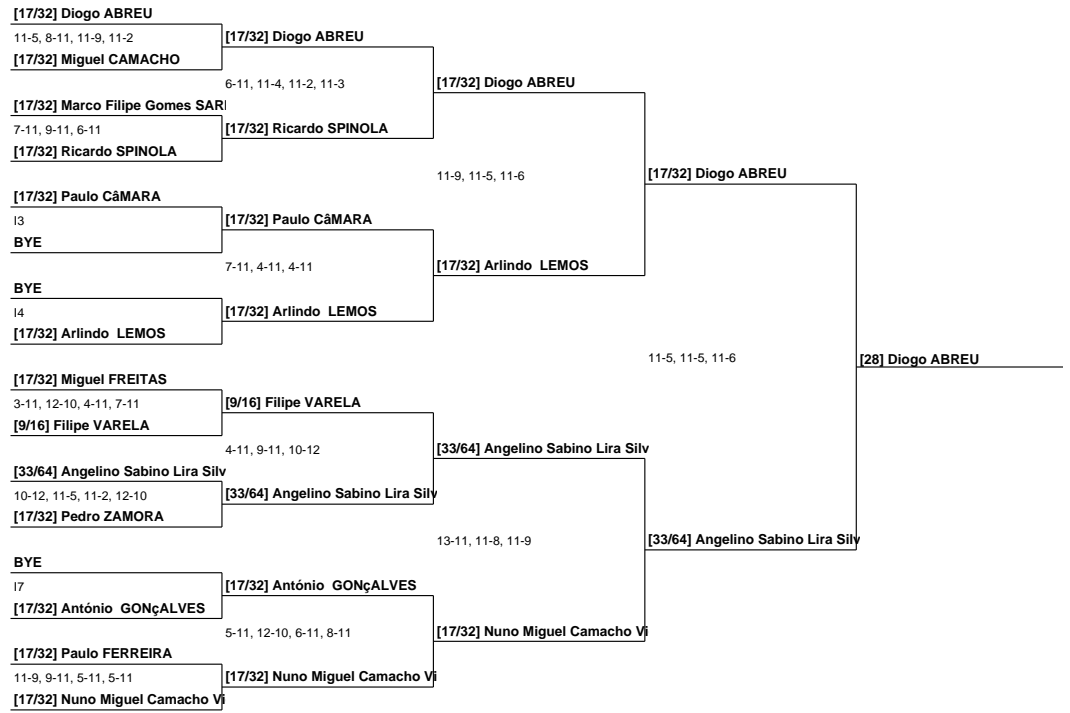 [17/32] Diogo ABREU
11-5, 8-11, 11-9, 11-2
[17/32] Miguel CAMACHO
[17/32] Marco Filipe Gomes SAR
7-11, 9-11, 6-11
[17/32] Ricardo SPINOLA
[17/32] Paulo CâMARA
I3
BYE
BYE
I4
[17/32] Arlindo  LEMOS
[17/32] Miguel FREITAS
3-11, 12-10, 4-11, 7-11
[9/16] Filipe VARELA
[33/64] Angelino Sabino Lira Silv
10-12, 11-5, 11-2, 12-10
[17/32] Pedro ZAMORA
BYE
I7
[17/32] António  GONçALVES
[17/32] Paulo FERREIRA
11-9, 9-11, 5-11, 5-11
[17/32] Nuno Miguel Camacho Vi
[17/32] Diogo ABREU
6-11, 11-4, 11-2, 11-3
[17/32] Ricardo SPINOLA
[17/32] Paulo CâMARA
7-11, 4-11, 4-11
[17/32] Arlindo  LEMOS
[9/16] Filipe VARELA
4-11, 9-11, 10-12
[33/64] Angelino Sabino Lira Silv
[17/32] António  GONçALVES
5-11, 12-10, 6-11, 8-11
[17/32] Nuno Miguel Camacho Vi
[17/32] Diogo ABREU
11-9, 11-5, 11-6
[17/32] Arlindo  LEMOS
[33/64] Angelino Sabino Lira Silv
13-11, 11-8, 11-9
[17/32] Nuno Miguel Camacho Vi
[17/32] Diogo ABREU
11-5, 11-5, 11-6
[33/64] Angelino Sabino Lira Silv
[28] Diogo ABREU